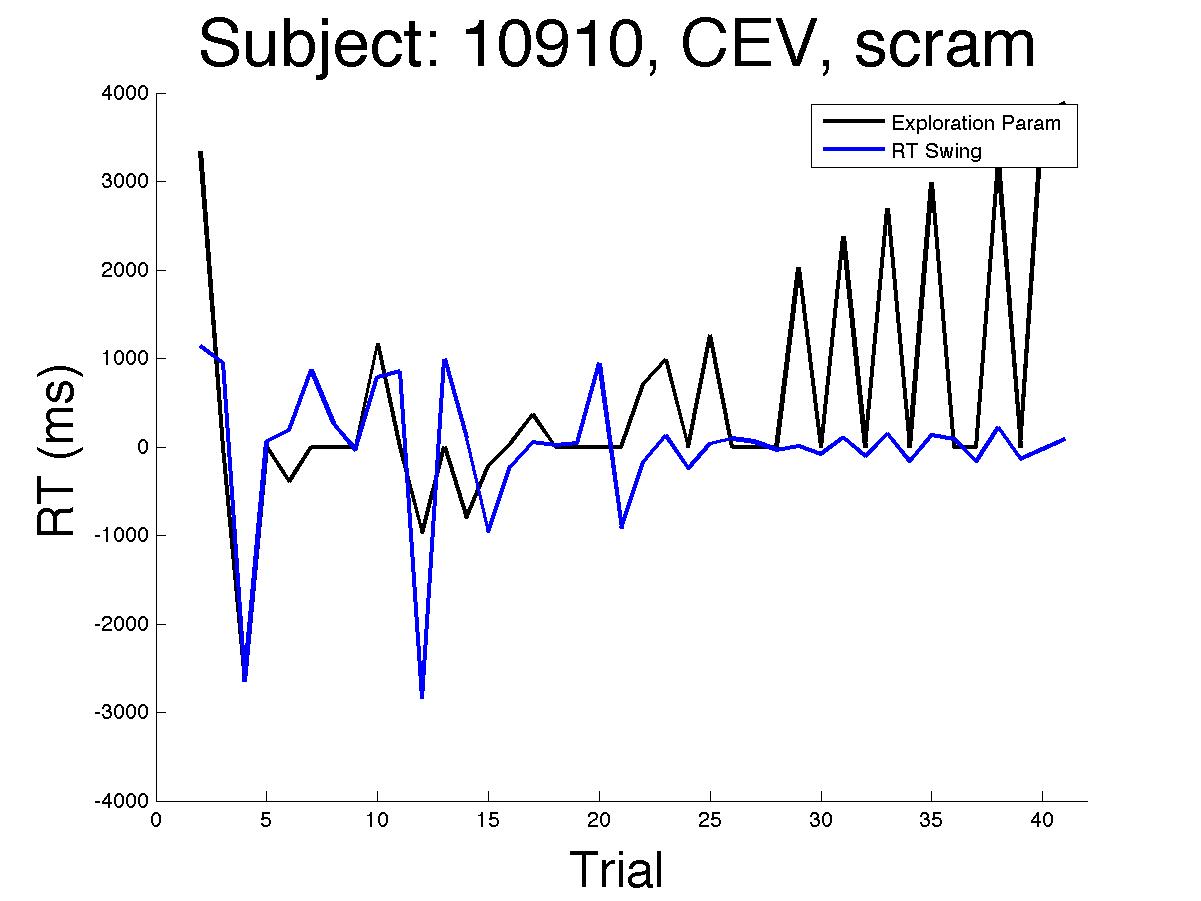 Subject: 10910, CEV, scram
4000
3000
2000
1000
0
-1000
-2000
-3000
-4000
RT (ms)
Exploration Param
RT Swing
0 5 10 15 20 25 30 35 40
Trial